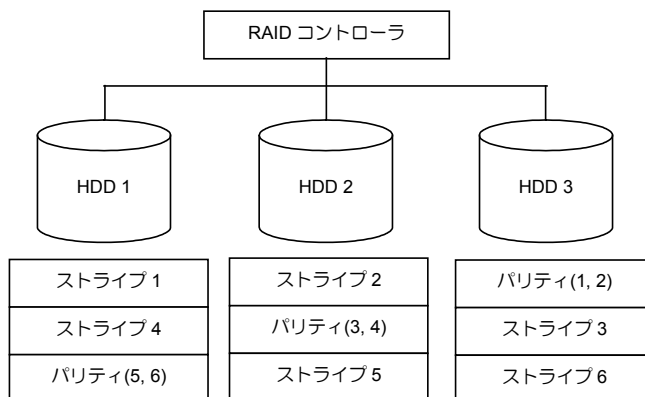 RAID コントローラ
HDD 1
HDD 2
HDD 3
ストライプ 1
ストライプ 2
パリティ(1, 2)
ストライプ 4
パリティ(3, 4)
ストライプ 3
パリティ(5, 6)
ストライプ 5
ストライプ 6